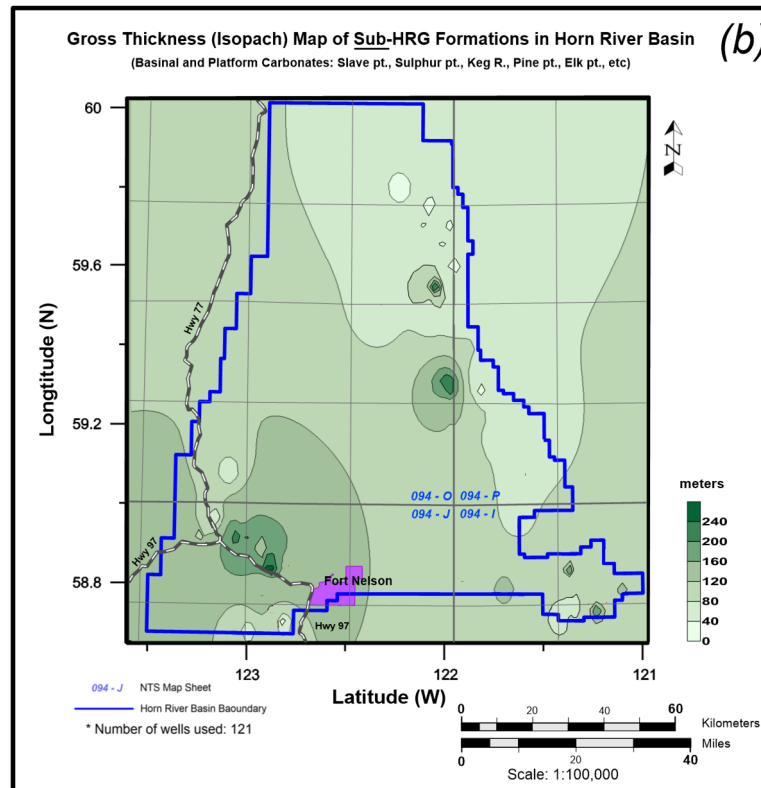 Gross Thickness (Isopach) Map of Sub-HRG Formations in Horn River Basin
(b)
(Basinal and Platform Carbonates: Slave pt., Sulphur pt., Keg R., Pine pt., Elk pt., etc)
60
N
59.6
Longtitude (N)
Hwy 77
59.2
094 - O 094 - P
094 - J 094 - I
meters
240
200
160
120
80
40
0
Hwy 97
58.8
Fort Nelson
Hwy 97
123
122
121
Latitude (W)
094 - J NTS Map Sheet
Horn River Basin Baoundary
* Number of wells used: 121
0 20 40 60
Kilometers
Miles
0 20 40
Scale: 1:100,000